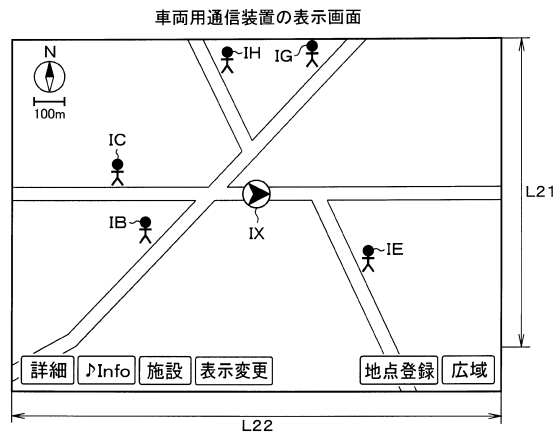 車両用通信装置の表示画面
N
100m
IH
IG
IC
IB
IX
IE
L21
詳細
♪Info
施設
表示変更
地点登録
広域
L22